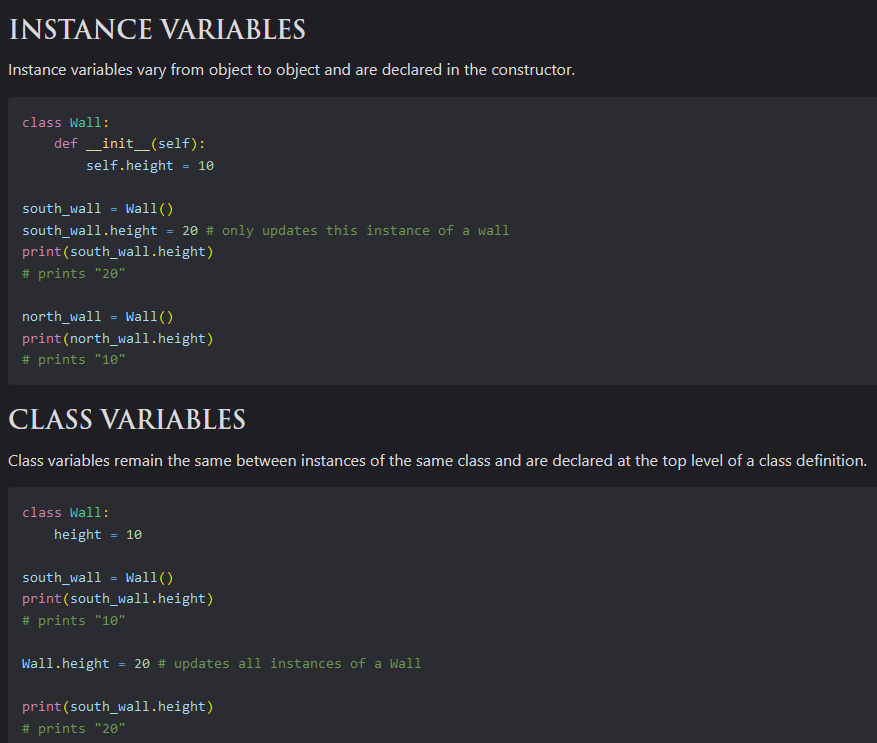 INSTANCE VARIABLES
Instance variables vary from object to object and are declared in the constructor.
class Wall:
    def __init__(self):
        self.height = 10
south_wall = Wall()
south_wall.height = 20 # only updates this instance of a wall
print(south_wall.height)
# prints "20"
north_wall = Wall()
print(north_wall.height)
# prints "10"
CLASS VARIABLES
Class variables remain the same between instances of the same class and are declared at the top level of a class definition.
class Wall:
    height = 10
south_wall = Wall()
print(south_wall.height)
# prints "10"
Wall.height = 20 # updates all instances of a Wall
print(south_wall.height)
# prints "20"